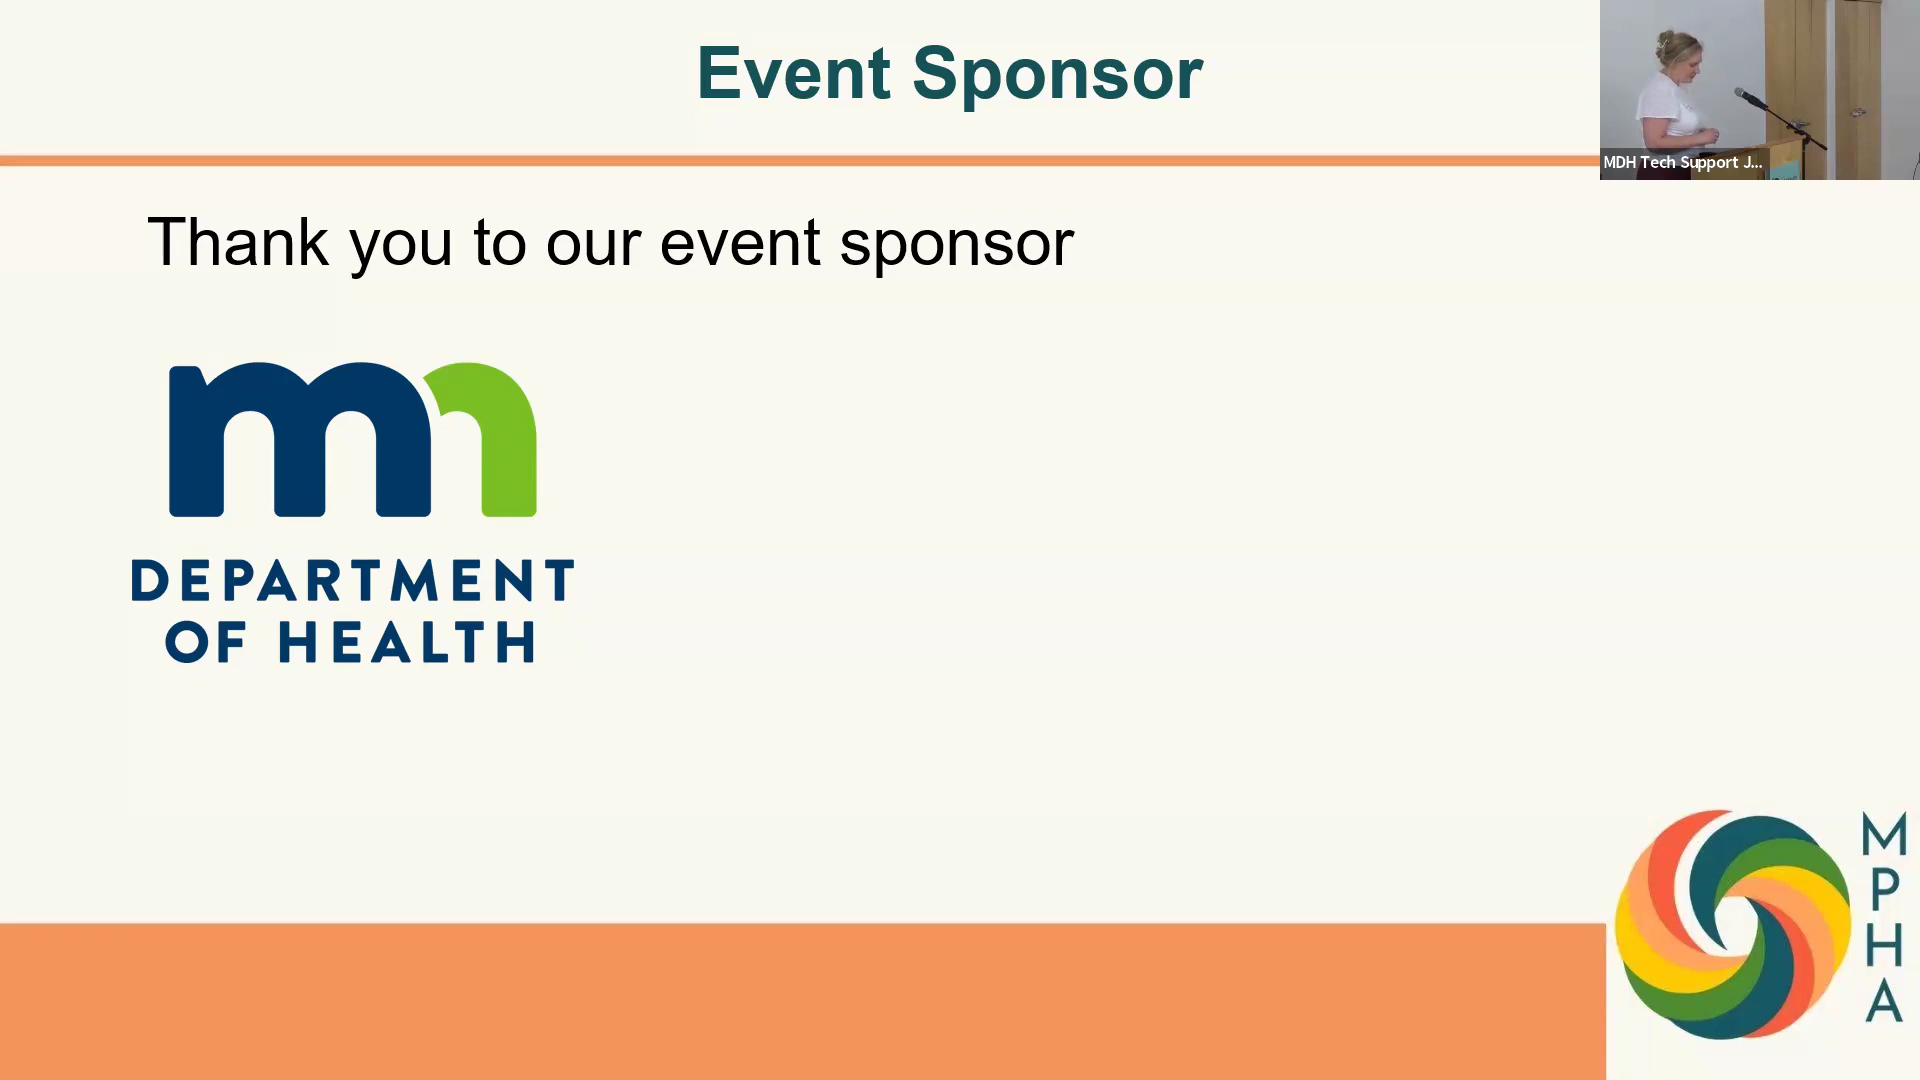 Event Sponsor
MDH Tech Support J...
Thank you to our event sponsor
mn
DEPARTMENT
OF HEALTH
M
P
H
A